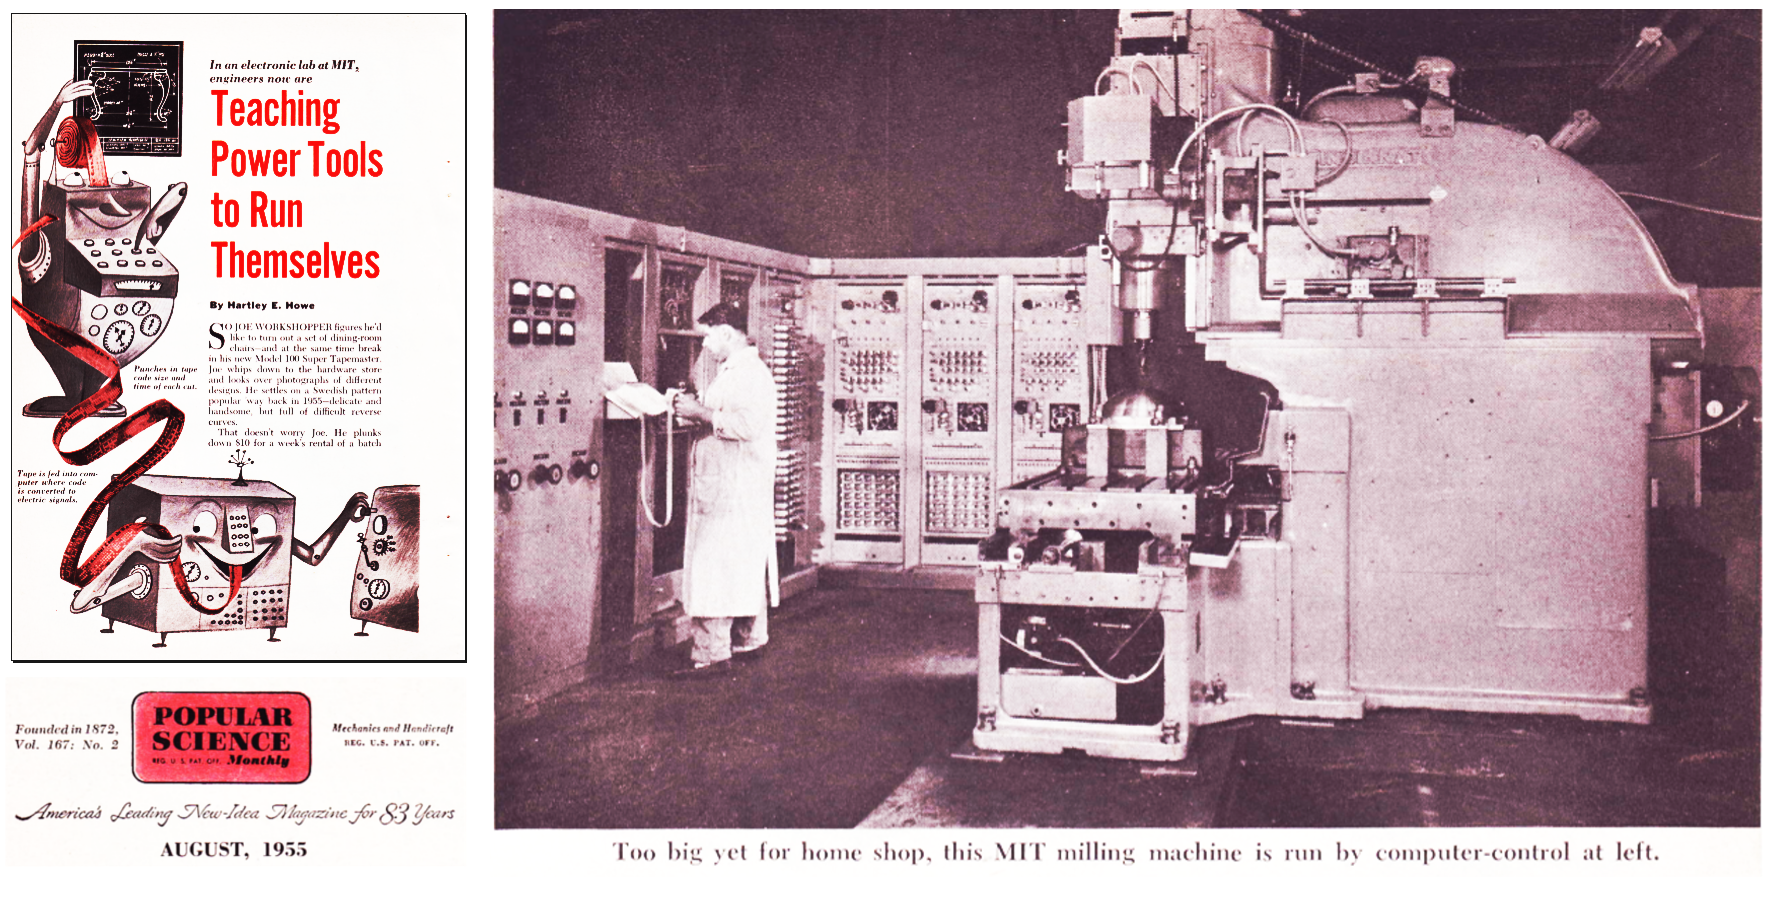 In an electronic lab at MIT,
engineers now are
Teaching
Power Tools
to Run
Themselves
By Hartley E. Howe
SO JOE WORKSHOPPER figures he'd
like to turn out a set of dining-room
chairs—and at the same time break
in his new Model 100 Super Tapemaster.
Joe whips down to the hardware store
and looks over photographs of different
designs. He settles on a Swedish pattern
popular way back in 1955—delicate and
handsome, but full of difficult reverse
curves.
That doesn't worry Joe. He plunks
down $10 for a week's rental of a batch
Punches in tape
code size and
time of each cut.
Tape is fed into com-
puter where code
is converted to
electric signals.
Founded in 1872,
Vol. 167; No. 2
POPULAR
SCIENCE
REG. U. S. PAT. OFF. Monthly
Mechanics and Handicraft
REG. U.S. PAT. OFF.
America's Leading New-Idea Magazine for 83 Years
AUGUST, 1955
Too big yet for home shop, this MIT milling machine is run by computer-control at left.